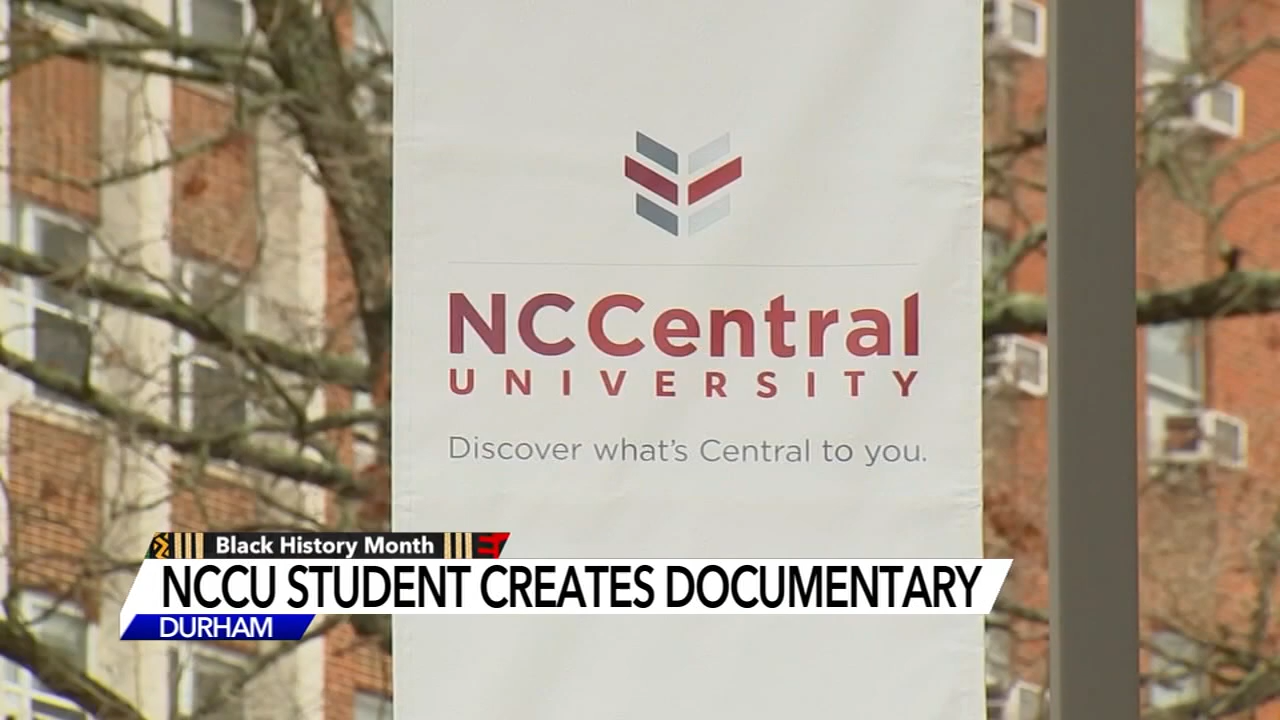 NCCentral
UNIVERSITY
Discover what's Central to you.
Black History Month
NCCU STUDENT CREATES DOCUMENTARY
DURHAM